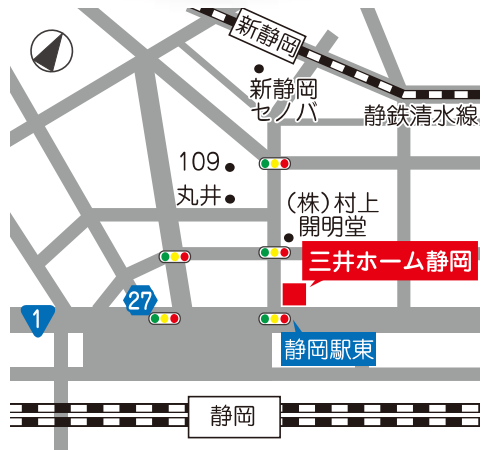 新静岡
新静岡
セノバ
静鉄清水線
109
丸井
(株)村上
開明堂
三井ホーム静岡
27
1
静岡駅東
静岡